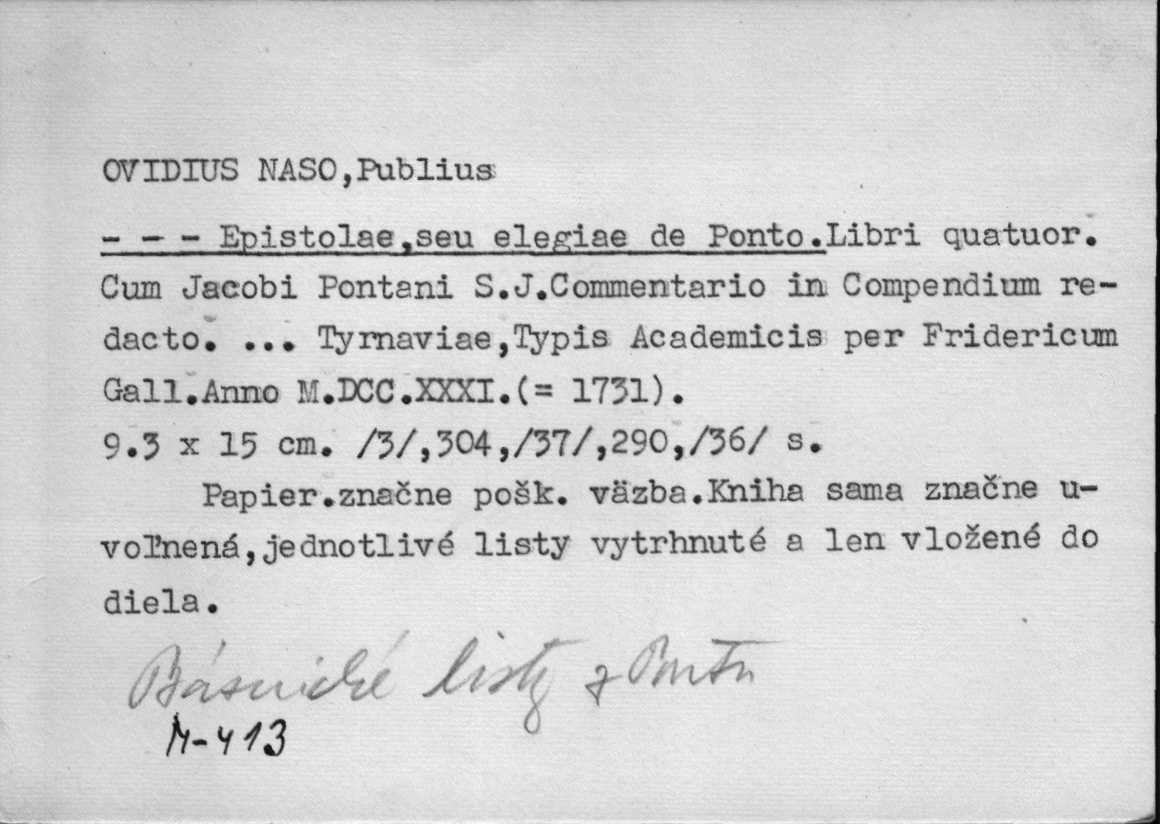 OVIDIUS NASO,Publius
- - - Epistolae,seu elegiae de Ponto.Libri quatuor.
Cum Jacobi Pontani S.J.Commentario in Compendium re-
dacto. ... Tyrnaviae,Typis Academicis per Fridericum
Gall.Anno M.DCC.XXXI.(= 1731).
9.3 x 15 cm. /3/,304,/37/,290,/36/ s.
Papier.značne pošk. väzba.Kniha sama značne u-
voľnená,jednotlivé listy vytrhnuté a len vložené do
diela.
Básnické listy z Pontu
M-413